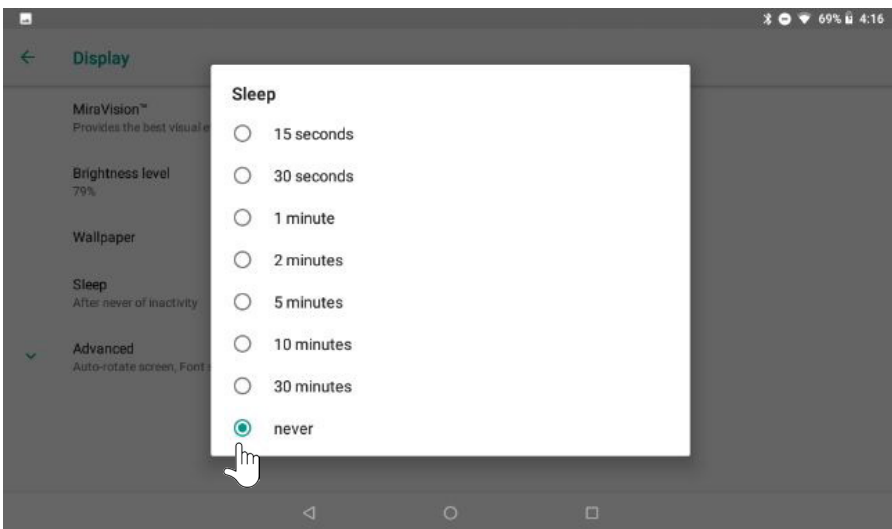 69% 4:16
Display
MiraVision™
Provides the best visual e
Brightness level
79%
Wallpaper
Sleep
After never of inactivity
Advanced
Auto-rotate screen, Font s
Sleep
15 seconds
30 seconds
1 minute
2 minutes
5 minutes
10 minutes
30 minutes
never